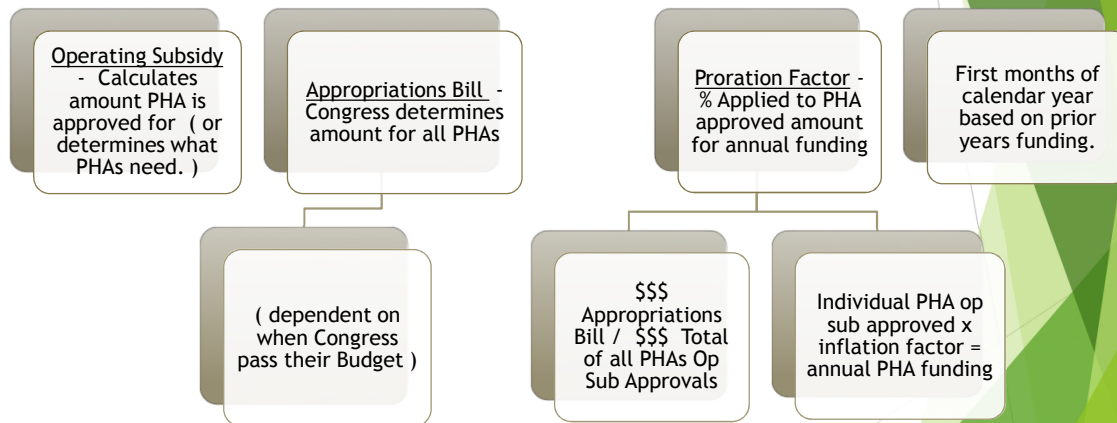 Operating Subsidy
- Calculates
amount PHA is
approved for ( or
determines what
PHAs need. )
Appropriations Bill -
Congress determines
amount for all PHAs
Proration Factor -
% Applied to PHA
approved amount
for annual funding
First months of
calendar year
based on prior
years funding.
( dependent on
when Congress
pass their Budget )
$$$
Appropriations
Bill / $$$ Total
of all PHAs Op
Sub Approvals
Individual PHA op
sub approved x
inflation factor =
annual PHA funding